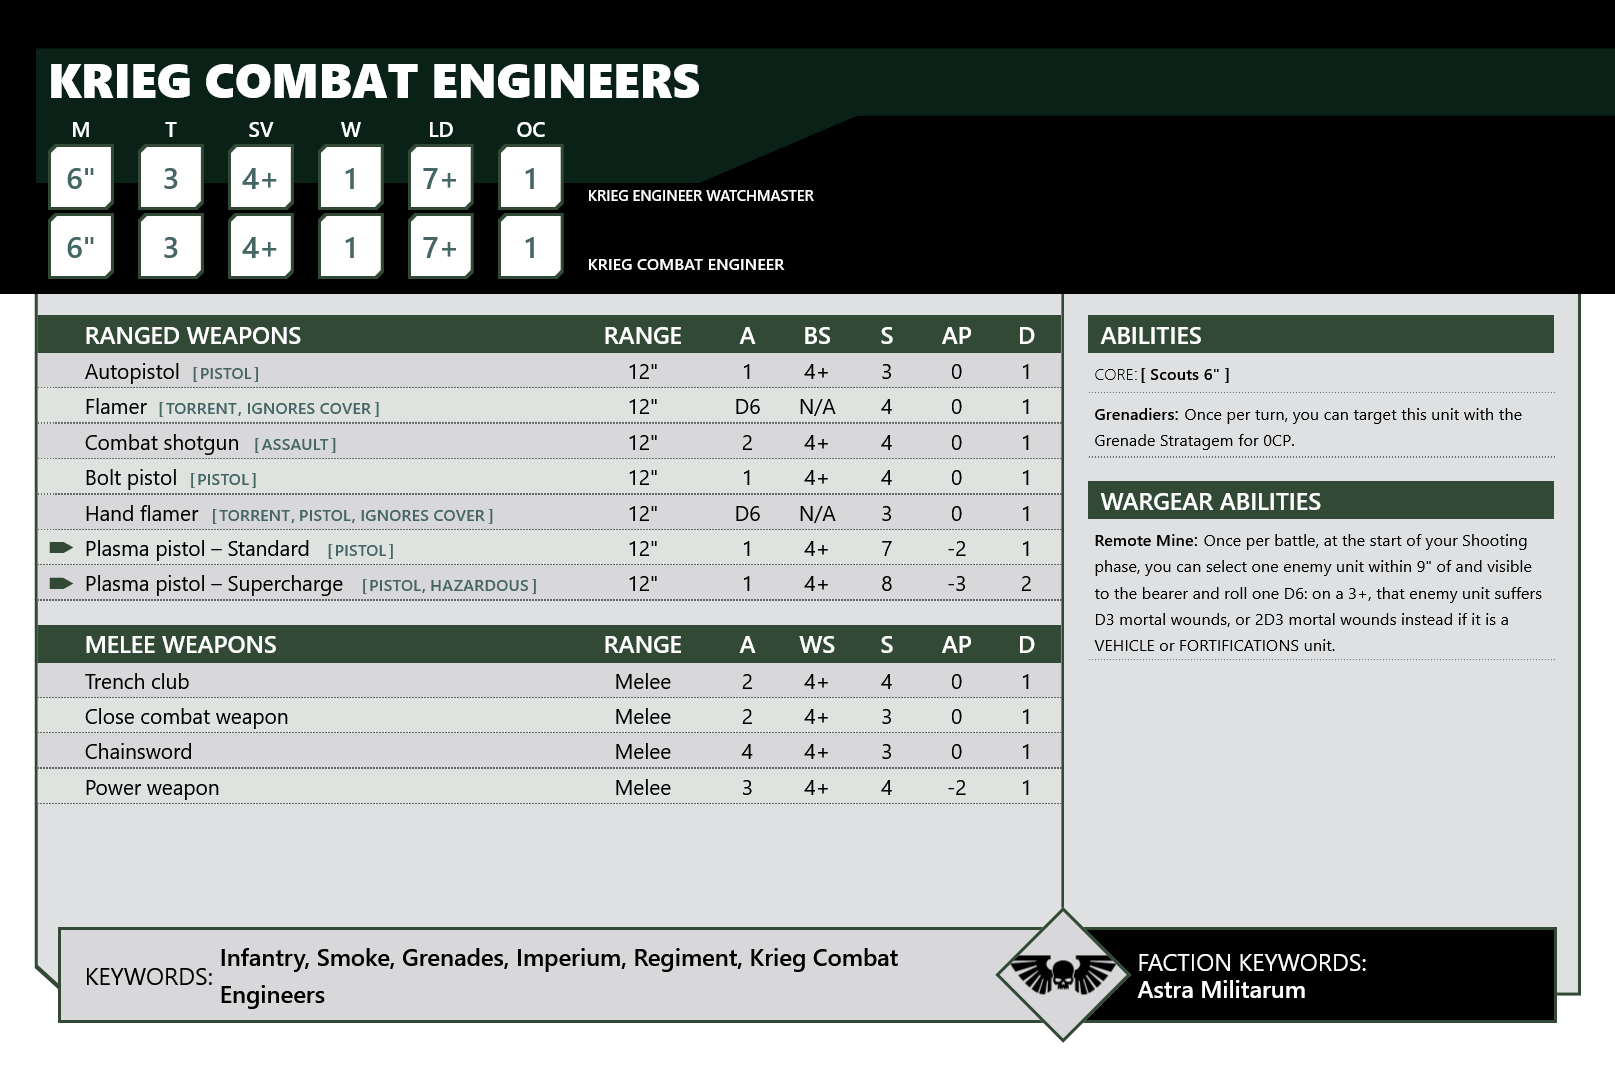 KRIEG COMBAT ENGINEERS
M T SV W LD OC
6" 3 4+ 1 7+ 1 KRIEG ENGINEER WATCHMASTER
6" 3 4+ 1 7+ 1 KRIEG COMBAT ENGINEER
RANGED WEAPONS RANGE A BS S AP D
Autopistol [PISTOL] 12" 1 4+ 3 0 1
Flamer [TORRENT, IGNORES COVER] 12" D6 N/A 4 0 1
Combat shotgun [ASSAULT] 12" 2 4+ 4 0 1
Bolt pistol [PISTOL] 12" 1 4+ 4 0 1
Hand flamer [TORRENT, PISTOL, IGNORES COVER] 12" D6 N/A 3 0 1
Plasma pistol – Standard [PISTOL] 12" 1 4+ 7 -2 1
Plasma pistol – Supercharge [PISTOL, HAZARDOUS] 12" 1 4+ 8 -3 2
MELEE WEAPONS RANGE A WS S AP D
Trench club Melee 2 4+ 4 0 1
Close combat weapon Melee 2 4+ 3 0 1
Chainsword Melee 4 4+ 3 0 1
Power weapon Melee 3 4+ 4 -2 1
ABILITIES
CORE: [ Scouts 6" ]
Grenadiers: Once per turn, you can target this unit with the
Grenade Stratagem for 0CP.
WARGEAR ABILITIES
Remote Mine: Once per battle, at the start of your Shooting
phase, you can select one enemy unit within 9" of and visible
to the bearer and roll one D6: on a 3+, that enemy unit suffers
D3 mortal wounds, or 2D3 mortal wounds instead if it is a
VEHICLE or FORTIFICATIONS unit.
KEYWORDS: Infantry, Smoke, Grenades, Imperium, Regiment, Krieg Combat
Engineers
FACTION KEYWORDS:
Astra Militarum